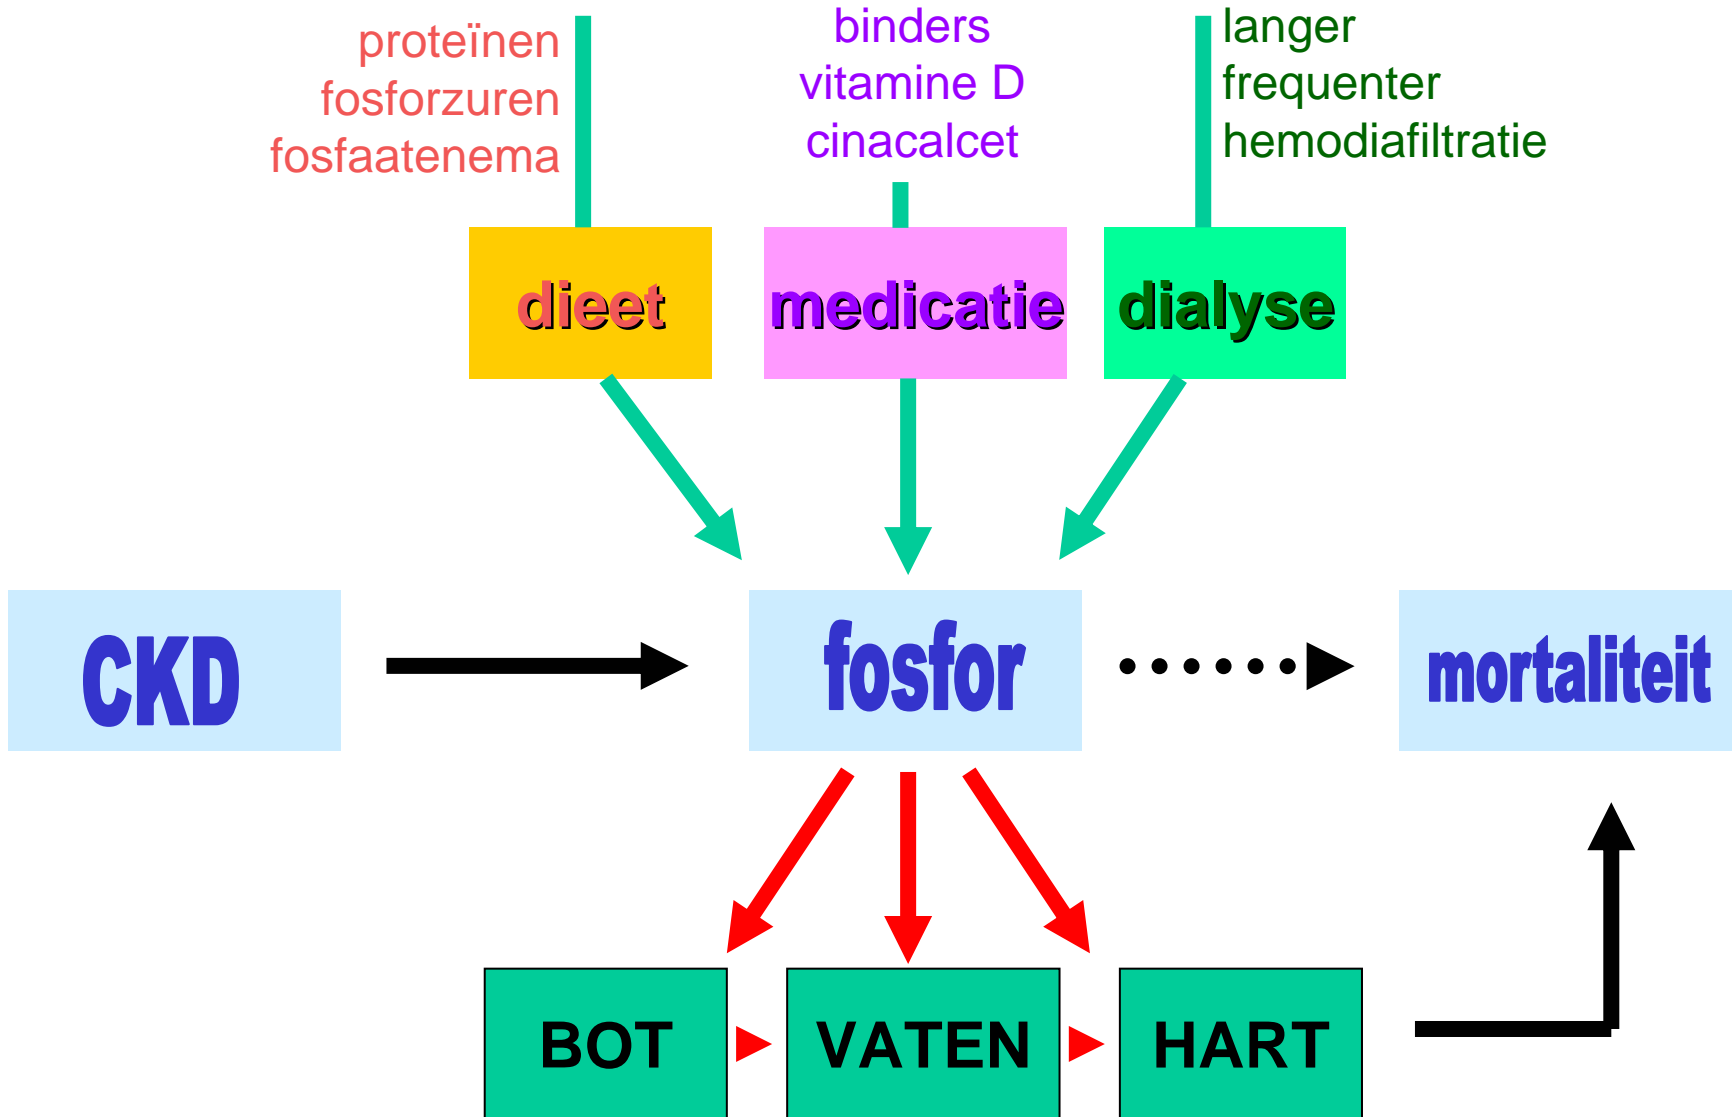 proteïnen
fosforzuren
fosfaatenema
binders
vitamine D
cinacalcet
langer
frequenter
hemodiafiltratie
dieet
medicatie
dialyse
CKD
fosfor
mortaliteit
BOT
VATEN
HART